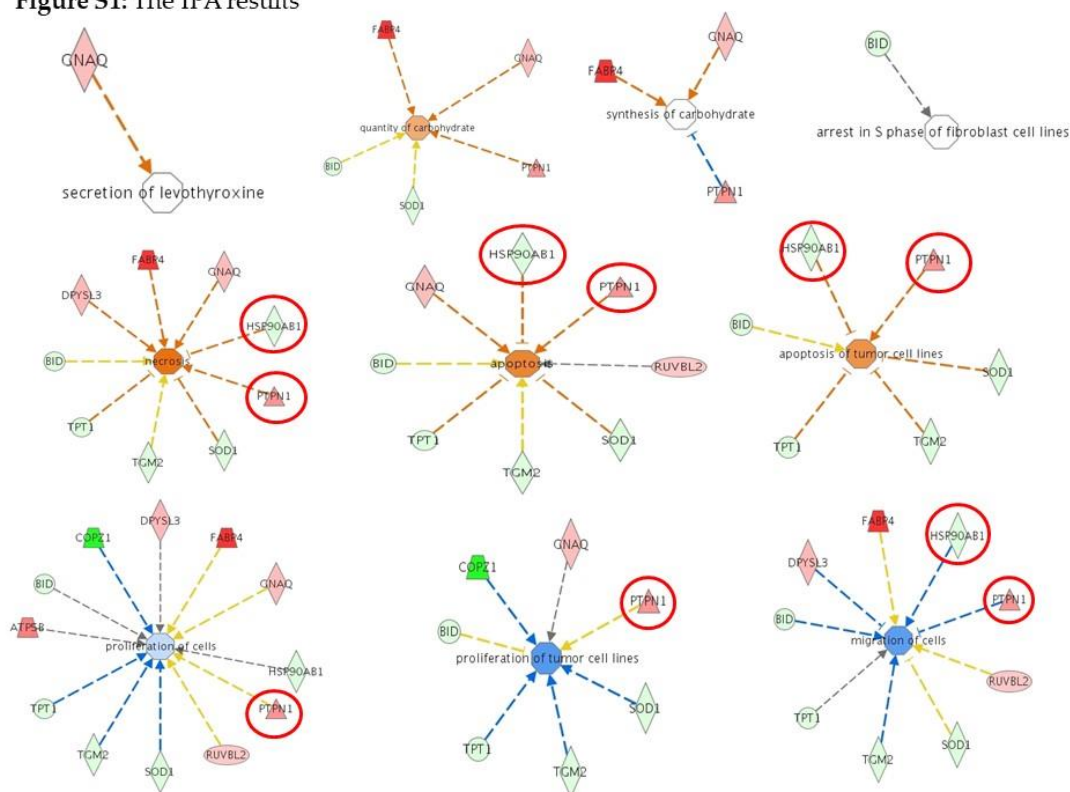 Figure S1: The IPA results
GNAQ
secretion of levothyroxine
FABP4
GNAQ
quantity of carbohydrate
BID
SOD1
PTPN1
GNAQ
FABP4
synthesis of carbohydrate
PTPN1
BID
arrest in S phase of fibroblast cell lines
FABP4
GNAQ
DPYSL3
HSP90AB1
BID
necrosis
PTPN1
TPT1
TGM2
SOD1
HSP90AB1
GNAQ
PTPN1
BID
apoptosis
RUVBL2
TPT1
TGM2
SOD1
HSP90AB1
PTPN1
BID
apoptosis of tumor cell lines
SOD1
TPT1
TGM2
DPYSL3
COPZ1
FABP4
BID
GNAQ
ATP5B
proliferation of cells
HSP90AB1
TPT1
PTPN1
TGM2
SOD1
RUVBL2
GNAQ
COPZ1
PTPN1
BID
proliferation of tumor cell lines
SOD1
TPT1
TGM2
FABP4
HSP90AB1
DPYSL3
PTPN1
BID
migration of cells
RUVBL2
TPT1
TGM2
SOD1